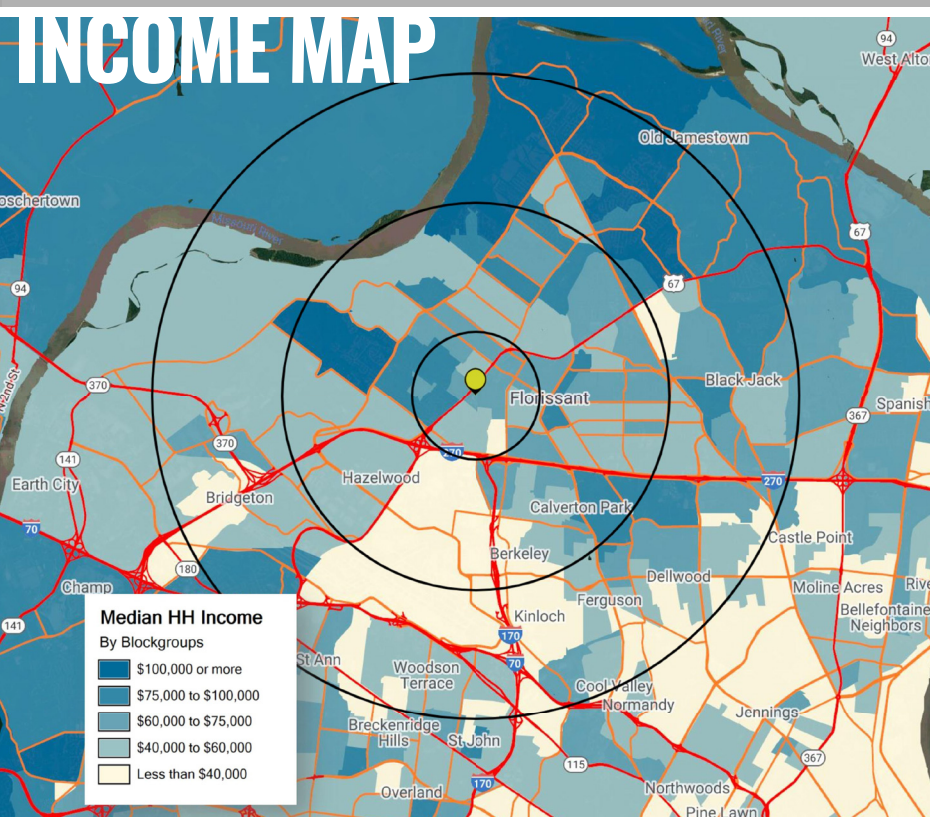 INCOME MAP
94
West Alto
Old Jamestown
oschertown
67
94
67
370
Black Jack
Florissant
Spanish
367
N 2nd St
370
141
Earth City
Hazelwood
270
270
Bridgeton
70
Calverton Park
Castle Point
Berkeley
180
Dellwood
Champ
Moline Acres
Rive
Ferguson
Bellefontaine
Neighbors
Kinloch
141
170
70
St Ann
Woodson
Terrace
Cool Valley
Normandy
Jennings
Breckenridge
Hills
St John
367
115
170
Northwoods
Overland
Pine Lawn
Median HH Income
By Blockgroups
$100,000 or more
$75,000 to $100,000
$60,000 to $75,000
$40,000 to $60,000
Less than $40,000